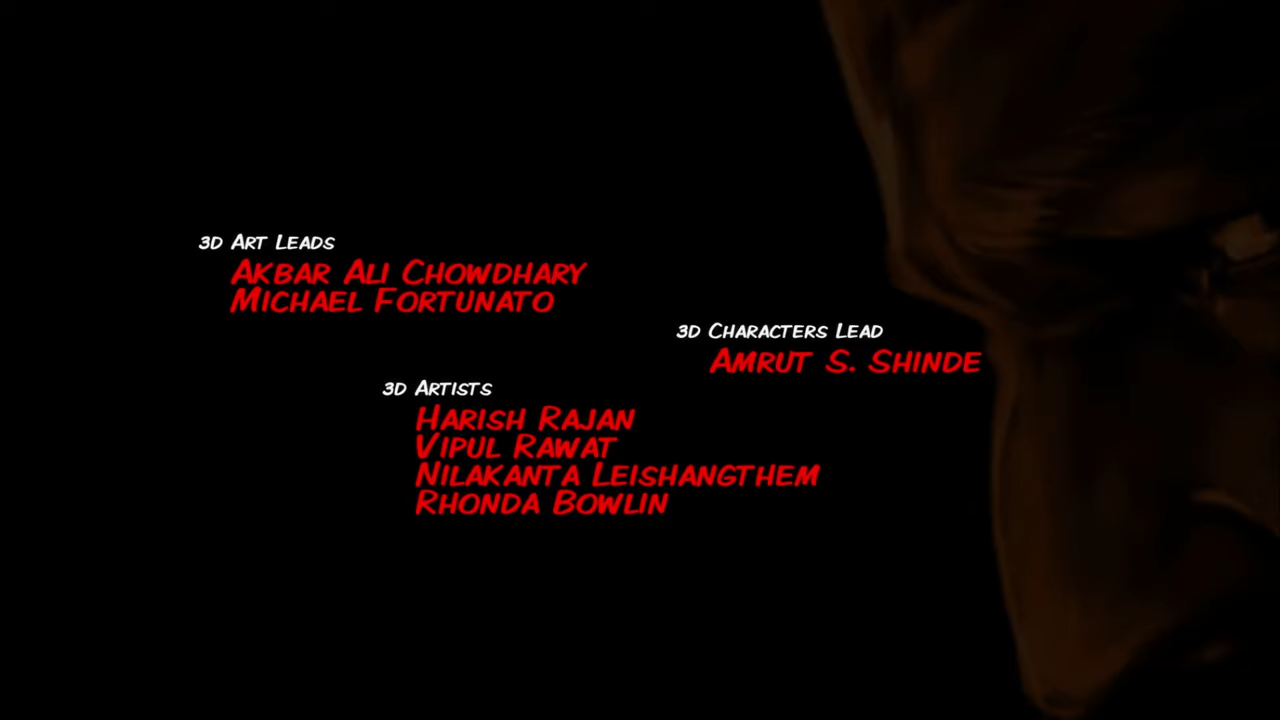 3D Art Leads
Akbar Ali Chowdhary
Michael Fortunato
3D Characters Lead
Amrut S. Shinde
3D Artists
Harish Rajan
Vipul Rawat
Nilakanta Leishangthem
Rhonda Bowlin